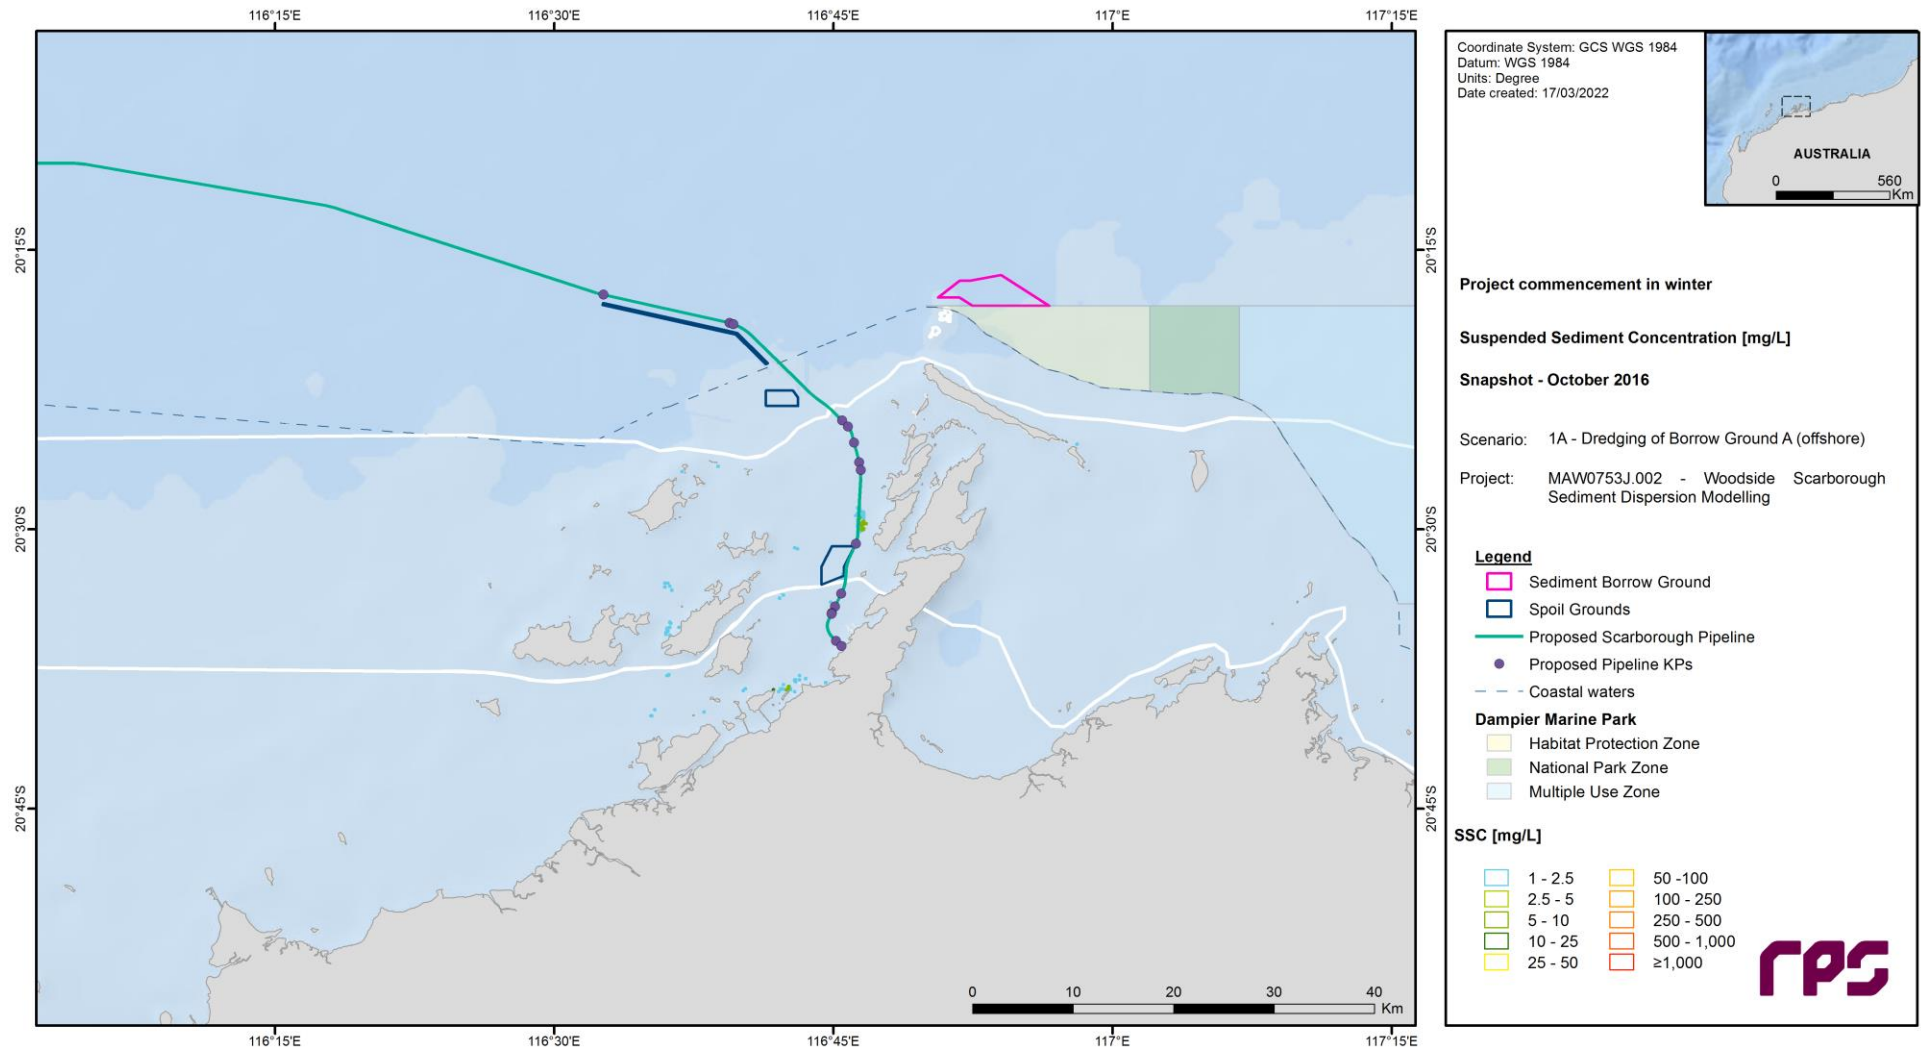 116°15'E 116°30'E 116°45'E 117°E 117°15'E
20°15'S
20°30'S
20°45'S
20°15'S
20°30'S
20°45'S
0 10 20 30 40
Km
116°15'E 116°30'E 116°45'E 117°E 117°15'E
Coordinate System: GCS WGS 1984
Datum: WGS 1984
Units: Degree
Date created: 17/03/2022
AUSTRALIA
0 560
Km
Project commencement in winter
Suspended Sediment Concentration [mg/L]
Snapshot - October 2016
Scenario: 1A - Dredging of Borrow Ground A (offshore)
Project: MAW0753J.002 - Woodside Scarborough
Sediment Dispersion Modelling
Legend
Sediment Borrow Ground
Spoil Grounds
Proposed Scarborough Pipeline
Proposed Pipeline KPs
Coastal waters
Dampier Marine Park
Habitat Protection Zone
National Park Zone
Multiple Use Zone
SSC [mg/L]
1 - 2.5 50 -100
2.5 - 5 100 - 250
5 - 10 250 - 500
10 - 25 500 - 1,000
25 - 50 ≥1,000
rps